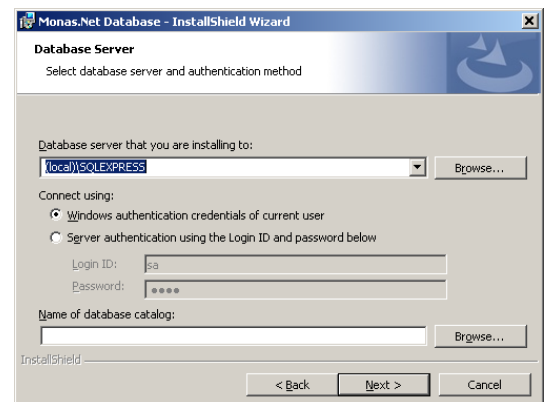 Monas.Net Database - InstallShield Wizard
Database Server
Select database server and authentication method
Database server that you are installing to:
(local)\SQLEXPRESS
Browse...
Connect using:
Windows authentication credentials of current user
Server authentication using the Login ID and password below
Login ID:
sa
Password:
Name of database catalog:
Browse...
InstallShield
< Back
Next >
Cancel